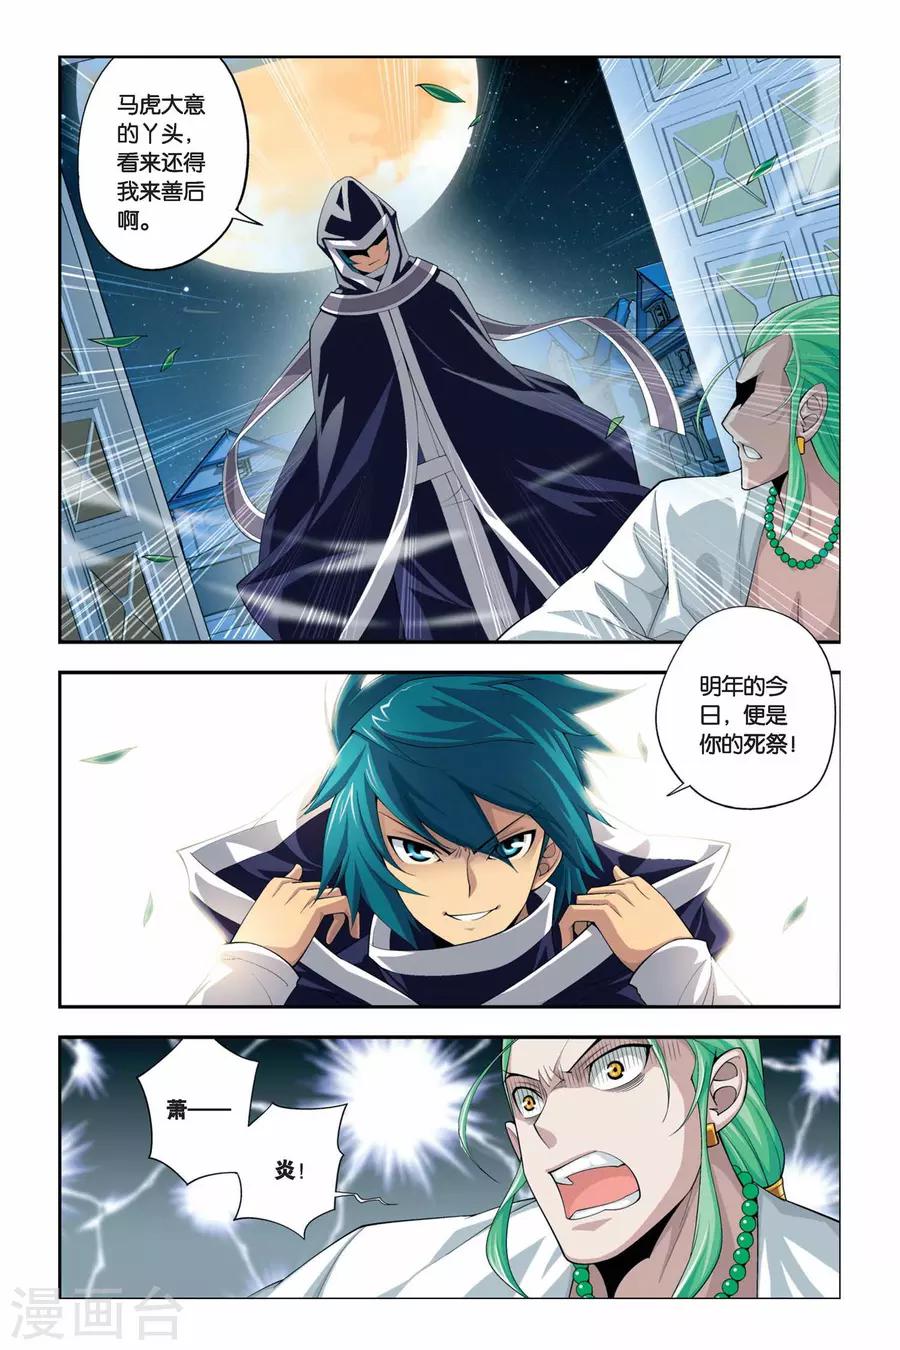 马虎大意
的丫头，
看来还得
我来善后
啊。
明年的今
日，便是
你的死祭！
萧——
炎！
漫画台